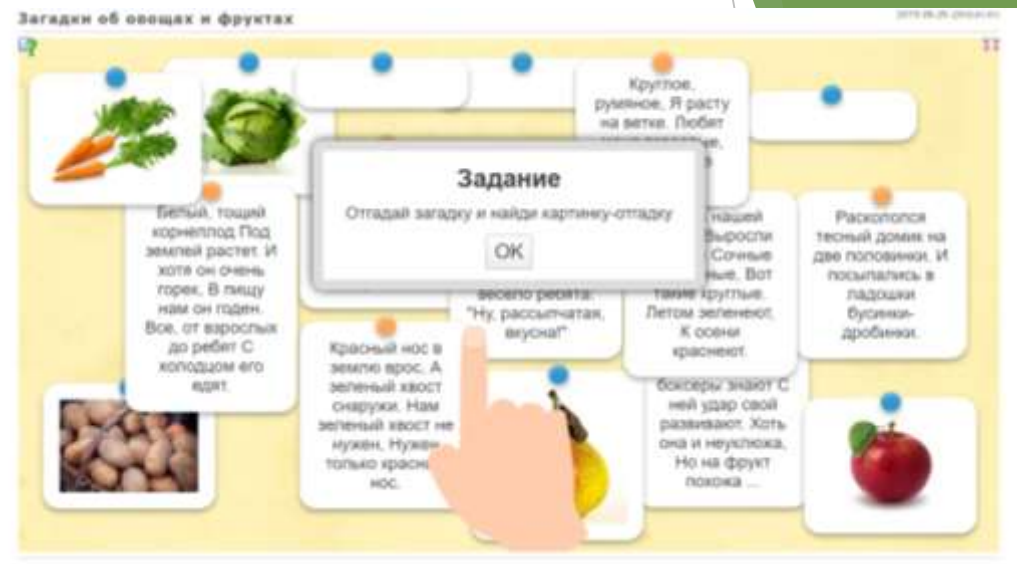 Загадки об овощах и фруктах
Круглое,
румяное, Я расту
на ветке. Любят
Задание
Отгадай загадку и найди картинку-отгадку
OK
Белый, тощий
корнеплод Под
землей растет. И
хотя он очень
горек, В пищу
нам он годен.
Все, от взрослых
до ребят С
холодцом его
едят.
Красный нос в
землю врос, А
зеленый хвост
снаружи. Нам
зеленый хвост не
нужен, Нужен
только
нос.
весело ребята:
"Ну, рассыпчатая,
вкусна!"
нашей
Выросли
Сочные
Вот
такие круглые.
Летом зеленеют,
К осени
краснеют.
боксеры знают С
ней удар свой
развивают. Хоть
она и неуклюжа,
Но на фрукт
похожа ...
Раскололся
тесный домик на
две половинки, И
посыпались в
ладошки
бусинки-
дробинки.